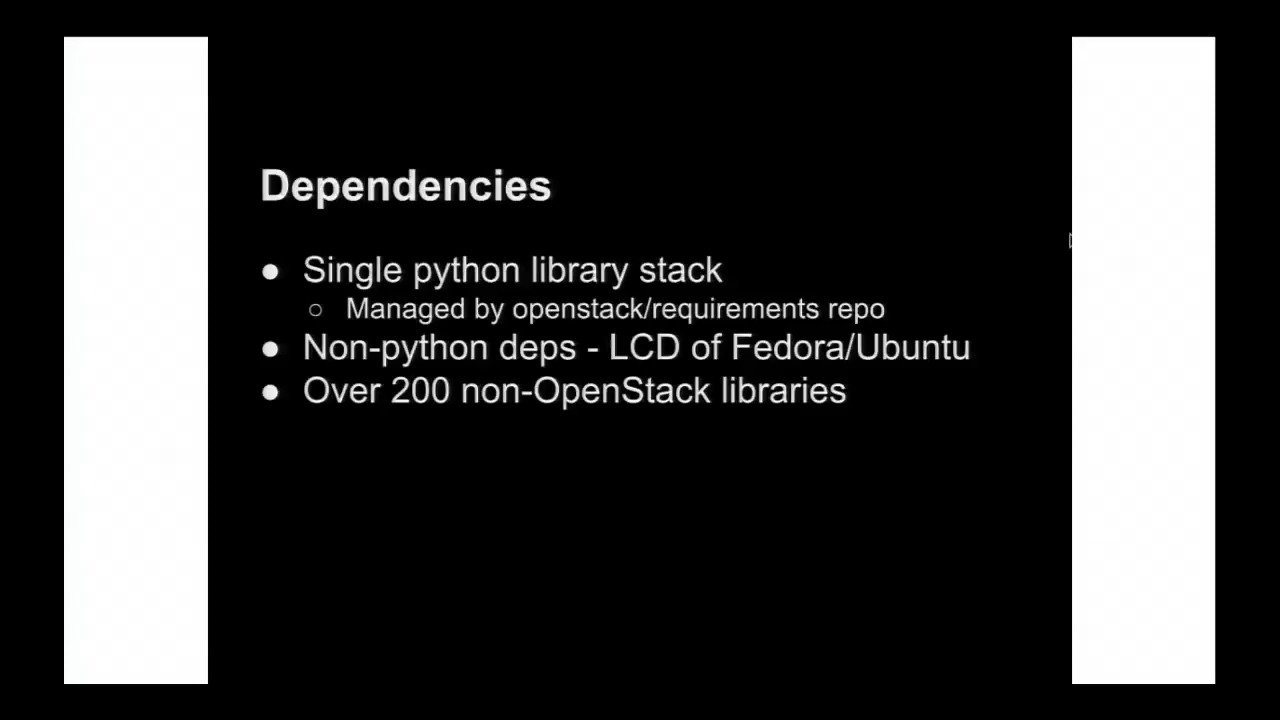 Dependencies
● Single python library stack
○ Managed by openstack/requirements repo
● Non-python deps - LCD of Fedora/Ubuntu
● Over 200 non-OpenStack libraries